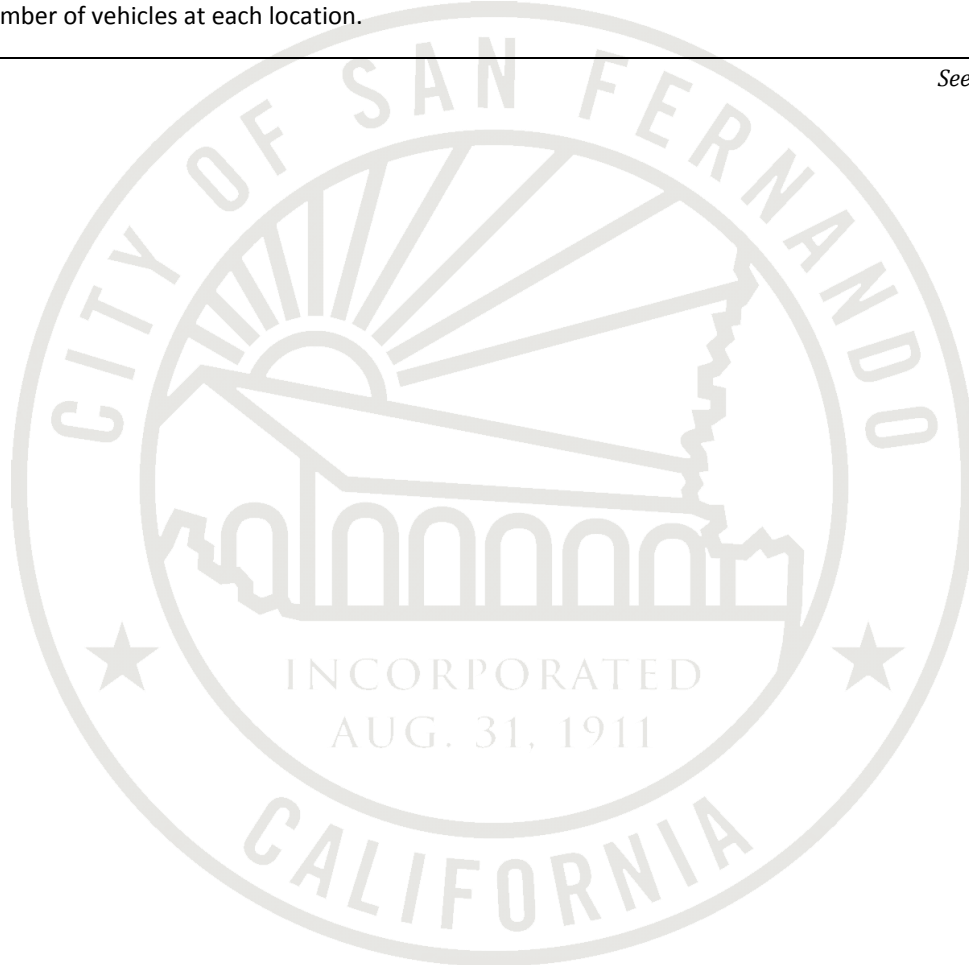 mber of vehicles at each location.
See
CITY OF SAN FERNANDO
INCORPORATED
AUG. 31, 1911
CALIFORNIA